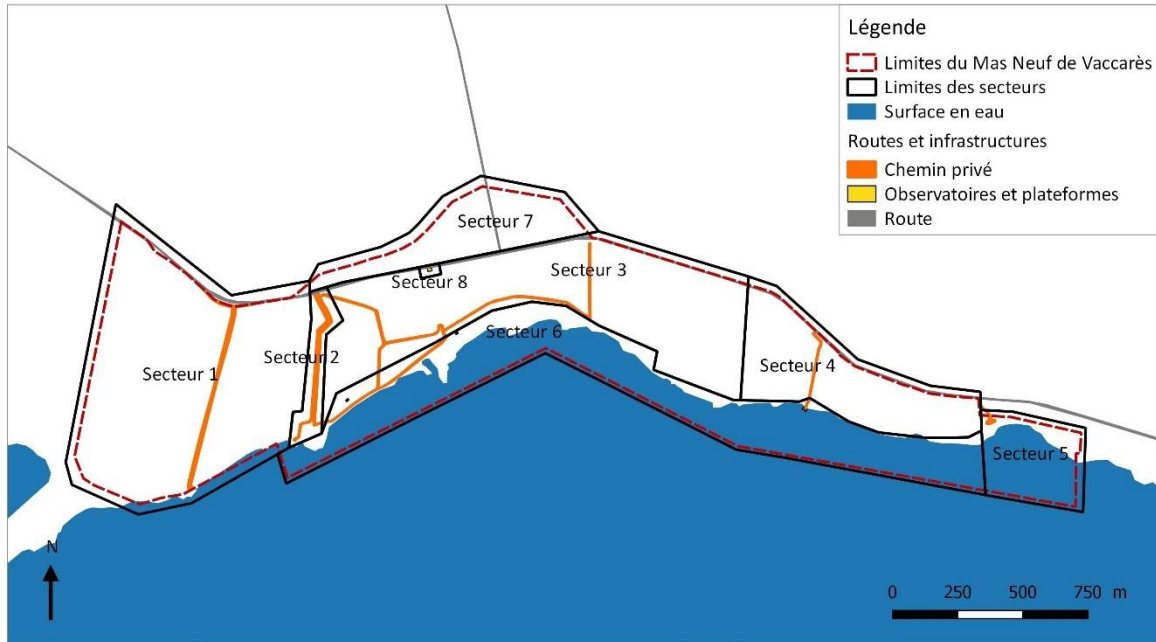 Légende
Limites du Mas Neuf de Vaccarès
Limites des secteurs
Surface en eau
Routes et infrastructures
Chemin privé
Observatoires et plateformes
Route
Secteur 7
Secteur 3
Secteur 8
Secteur 6
Secteur 2
Secteur 1
Secteur 4
Secteur 5
N
0 250 500 750 m